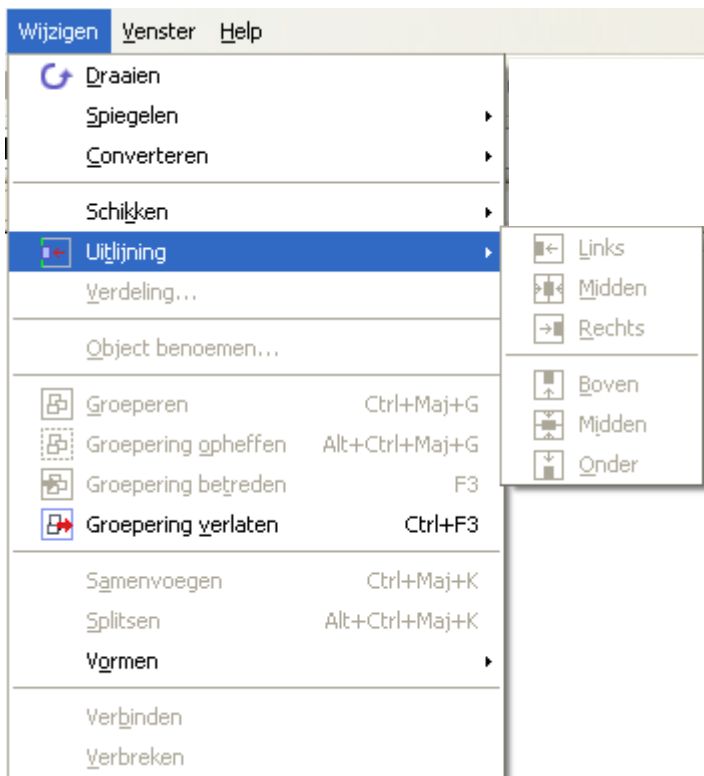 Wijzigen Venster Help
Draaien
Spiegelen
Converteren
Schikken
Uitlijning
Verdeling...
Object benoemen...
Groeperen Ctrl+Maj+G
Groepering opheffen Alt+Ctrl+Maj+G
Groepering betreden F3
Groepering verlaten Ctrl+F3
Samenvoegen Ctrl+Maj+K
Splitsen Alt+Ctrl+Maj+K
Vormen
Verbinden
Verbreken
Links
Midden
Rechts
Boven
Midden
Onder